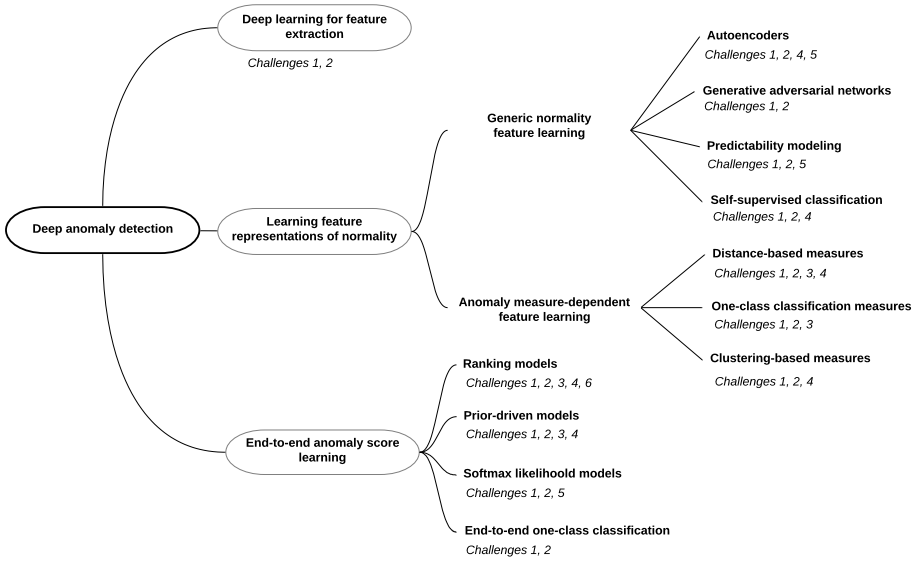 Deep learning for feature
extraction
Challenges 1, 2
Deep anomaly detection
Learning feature
representations of normality
Generic normality
feature learning
Autoencoders
Challenges 1, 2, 4, 5
Generative adversarial networks
Challenges 1, 2
Predictability modeling
Challenges 1, 2, 5
Self-supervised classification
Challenges 1, 2, 4
Anomaly measure-dependent
feature learning
Distance-based measures
Challenges 1, 2, 3, 4
One-class classification measures
Challenges 1, 2, 3
Clustering-based measures
Challenges 1, 2, 4
End-to-end anomaly score
learning
Ranking models
Challenges 1, 2, 3, 4, 6
Prior-driven models
Challenges 1, 2, 3, 4
Softmax likelihoold models
Challenges 1, 2, 5
End-to-end one-class classification
Challenges 1, 2